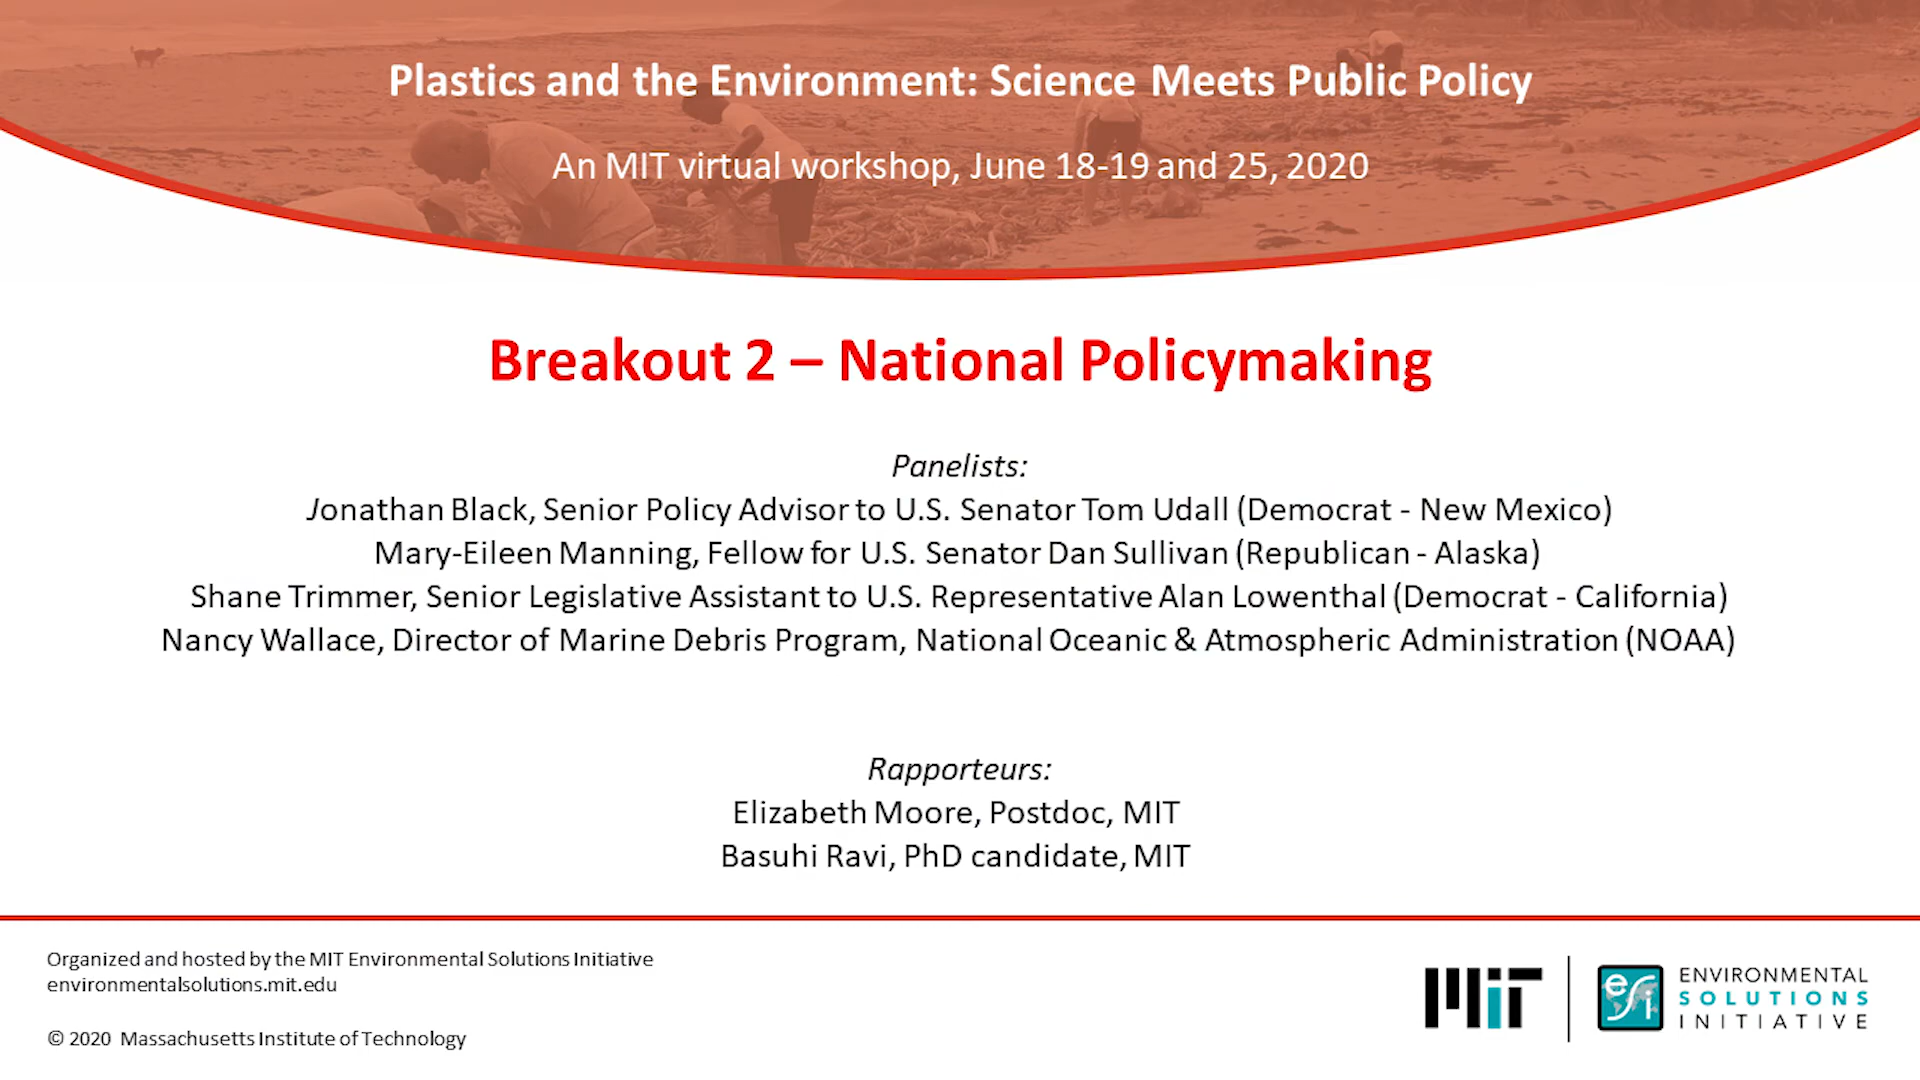 Plastics and the Environment: Science Meets Public Policy
An MIT virtual workshop, June 18-19 and 25, 2020
Breakout 2 – National Policymaking
Panelists:
Jonathan Black, Senior Policy Advisor to U.S. Senator Tom Udall (Democrat - New Mexico)
Mary-Eileen Manning, Fellow for U.S. Senator Dan Sullivan (Republican - Alaska)
Shane Trimmer, Senior Legislative Assistant to U.S. Representative Alan Lowenthal (Democrat - California)
Nancy Wallace, Director of Marine Debris Program, National Oceanic & Atmospheric Administration (NOAA)
Rapporteurs:
Elizabeth Moore, Postdoc, MIT
Basuhi Ravi, PhD candidate, MIT
Organized and hosted by the MIT Environmental Solutions Initiative
environmentalsolutions.mit.edu
© 2020 Massachusetts Institute of Technology
MIT
esi
ENVIRONMENTAL
SOLUTIONS
INITIATIVE